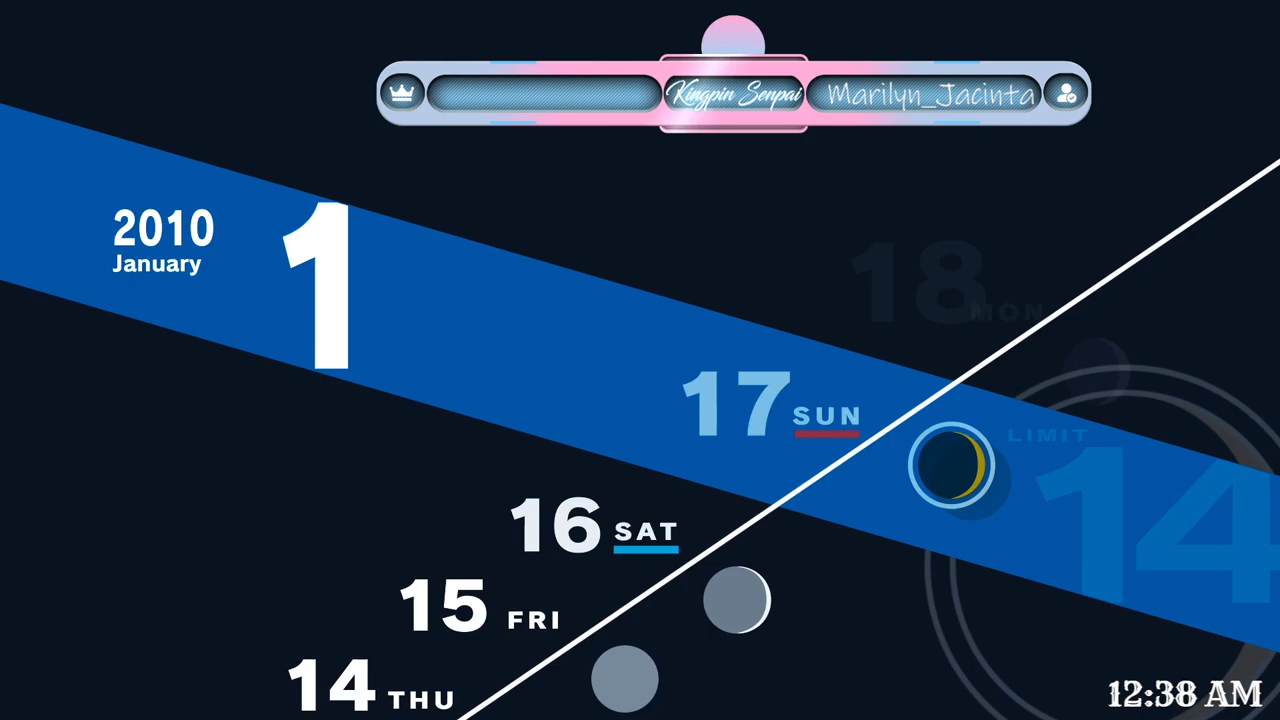 Kingpin Senpai
Marilyn_Jacinta
2010
January
1
18 MON
17 SUN
LIMIT
14
16 SAT
15 FRI
14 THU
12:38 AM